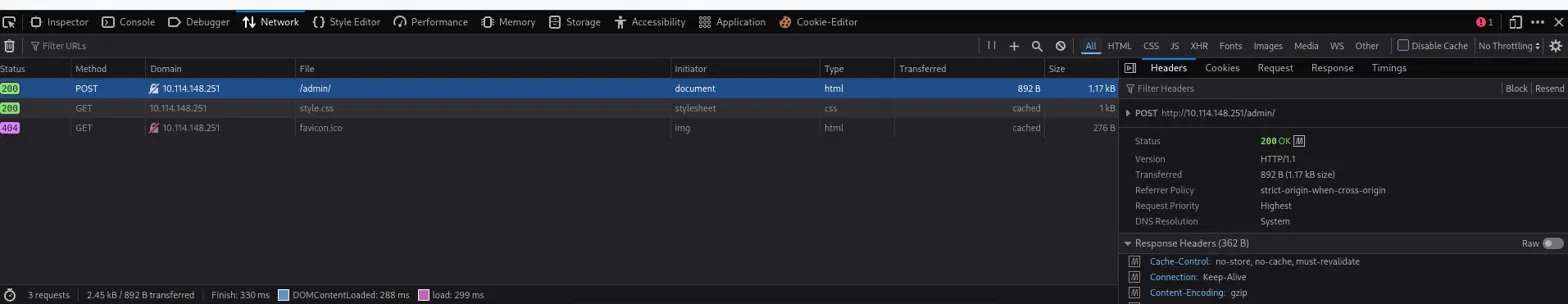 Inspector Console Debugger Network Style Editor Performance Memory Storage Accessibility Application Cookie-Editor 1
Filter URLs All HTML CSS JS XHR Fonts Images Media WS Other Disable Cache No Throttling
Status Method Domain File Initiator Type Transferred Size
200 POST 10.114.148.251 /admin/ document html 892 B 1.17 kB
200 GET 10.114.148.251 style.css stylesheet css cached 1 kB
404 GET 10.114.148.251 favicon.ico img html cached 276 B
3 requests 2.45 kB / 892 B transferred Finish: 330 ms DOMContentLoaded: 288 ms load: 299 ms
Headers Cookies Request Response Timings
Filter Headers Block Resend
POST http://10.114.148.251/admin/
Status 200 OK
Version HTTP/1.1
Transferred 892 B (1.17 kB size)
Referrer Policy strict-origin-when-cross-origin
Request Priority Highest
DNS Resolution System
Response Headers (362 B) Raw
Cache-Control: no-store, no-cache, must-revalidate
Connection: Keep-Alive
Content-Encoding: gzip